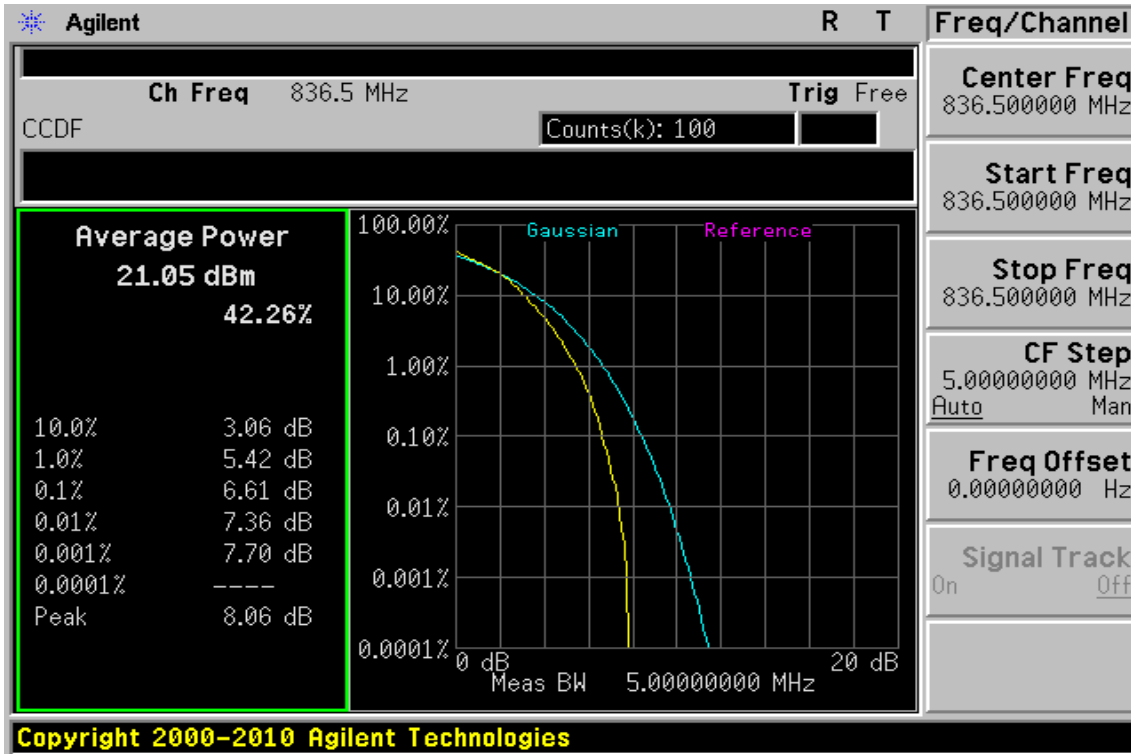 Agilent
R T
Freq/Channel
Ch Freq 836.5 MHz
Trig Free
CCDF
Counts(k): 100
Average Power
21.05 dBm
42.26%
10.0% 3.06 dB
1.0% 5.42 dB
0.1% 6.61 dB
0.01% 7.36 dB
0.001% 7.70 dB
0.0001% ----
Peak 8.06 dB
Gaussian
Reference
100.00%
10.00%
1.00%
0.10%
0.01%
0.001%
0.0001%
0 dB
20 dB
Meas BW 5.00000000 MHz
Center Freq
836.500000 MHz
Start Freq
836.500000 MHz
Stop Freq
836.500000 MHz
CF Step
5.00000000 MHz
Auto Man
Freq Offset
0.00000000 Hz
Signal Track
On Off
Copyright 2000-2010 Agilent Technologies